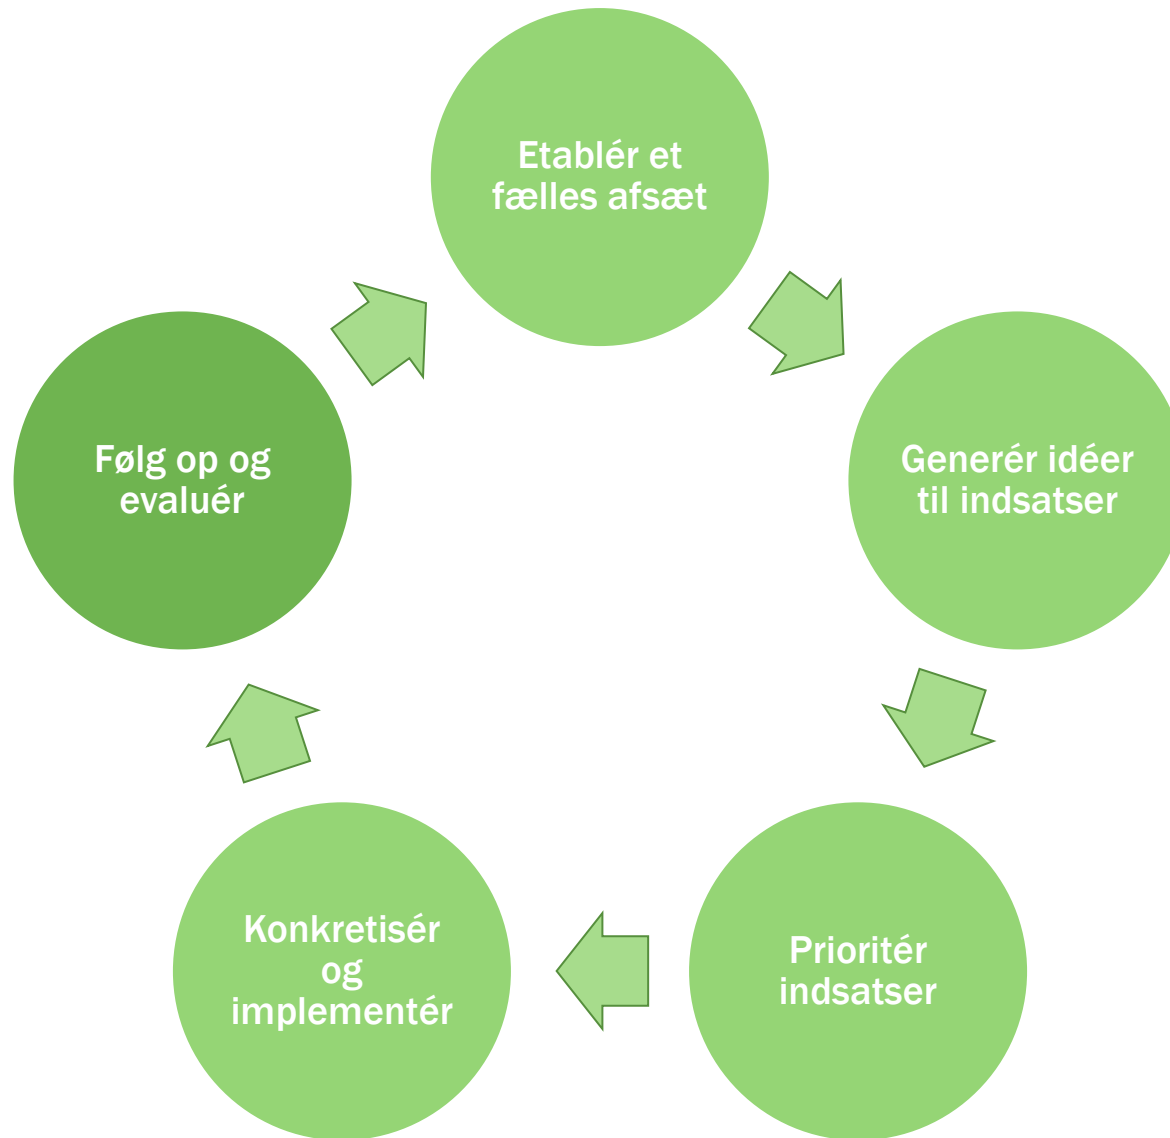 Etablér et
fælles afsæt
Generér idéer
til indsatser
Prioritér
indsatser
Konkretisér
og
implementér
Følg op og
evaluér